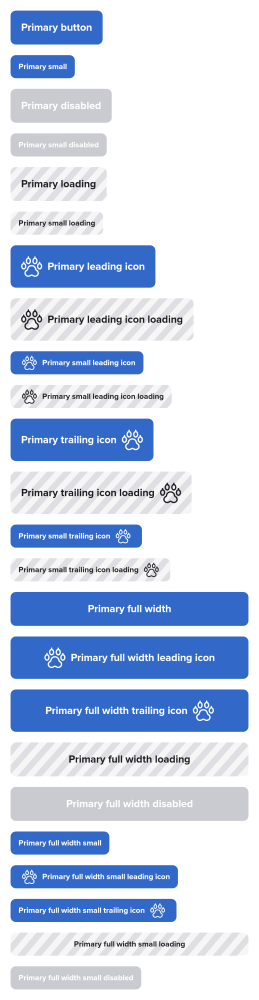 Primary button
Primary small
Primary disabled
Primary small disabled
Primary loading
Primary small loading
Primary leading icon
Primary leading icon loading
Primary small leading icon
Primary small leading icon loading
Primary trailing icon
Primary trailing icon loading
Primary small trailing icon
Primary small trailing icon loading
Primary full width
Primary full width leading icon
Primary full width trailing icon
Primary full width loading
Primary full width disabled
Primary full width small
Primary full width small leading icon
Primary full width small trailing icon
Primary full width small loading
Primary full width small disabled